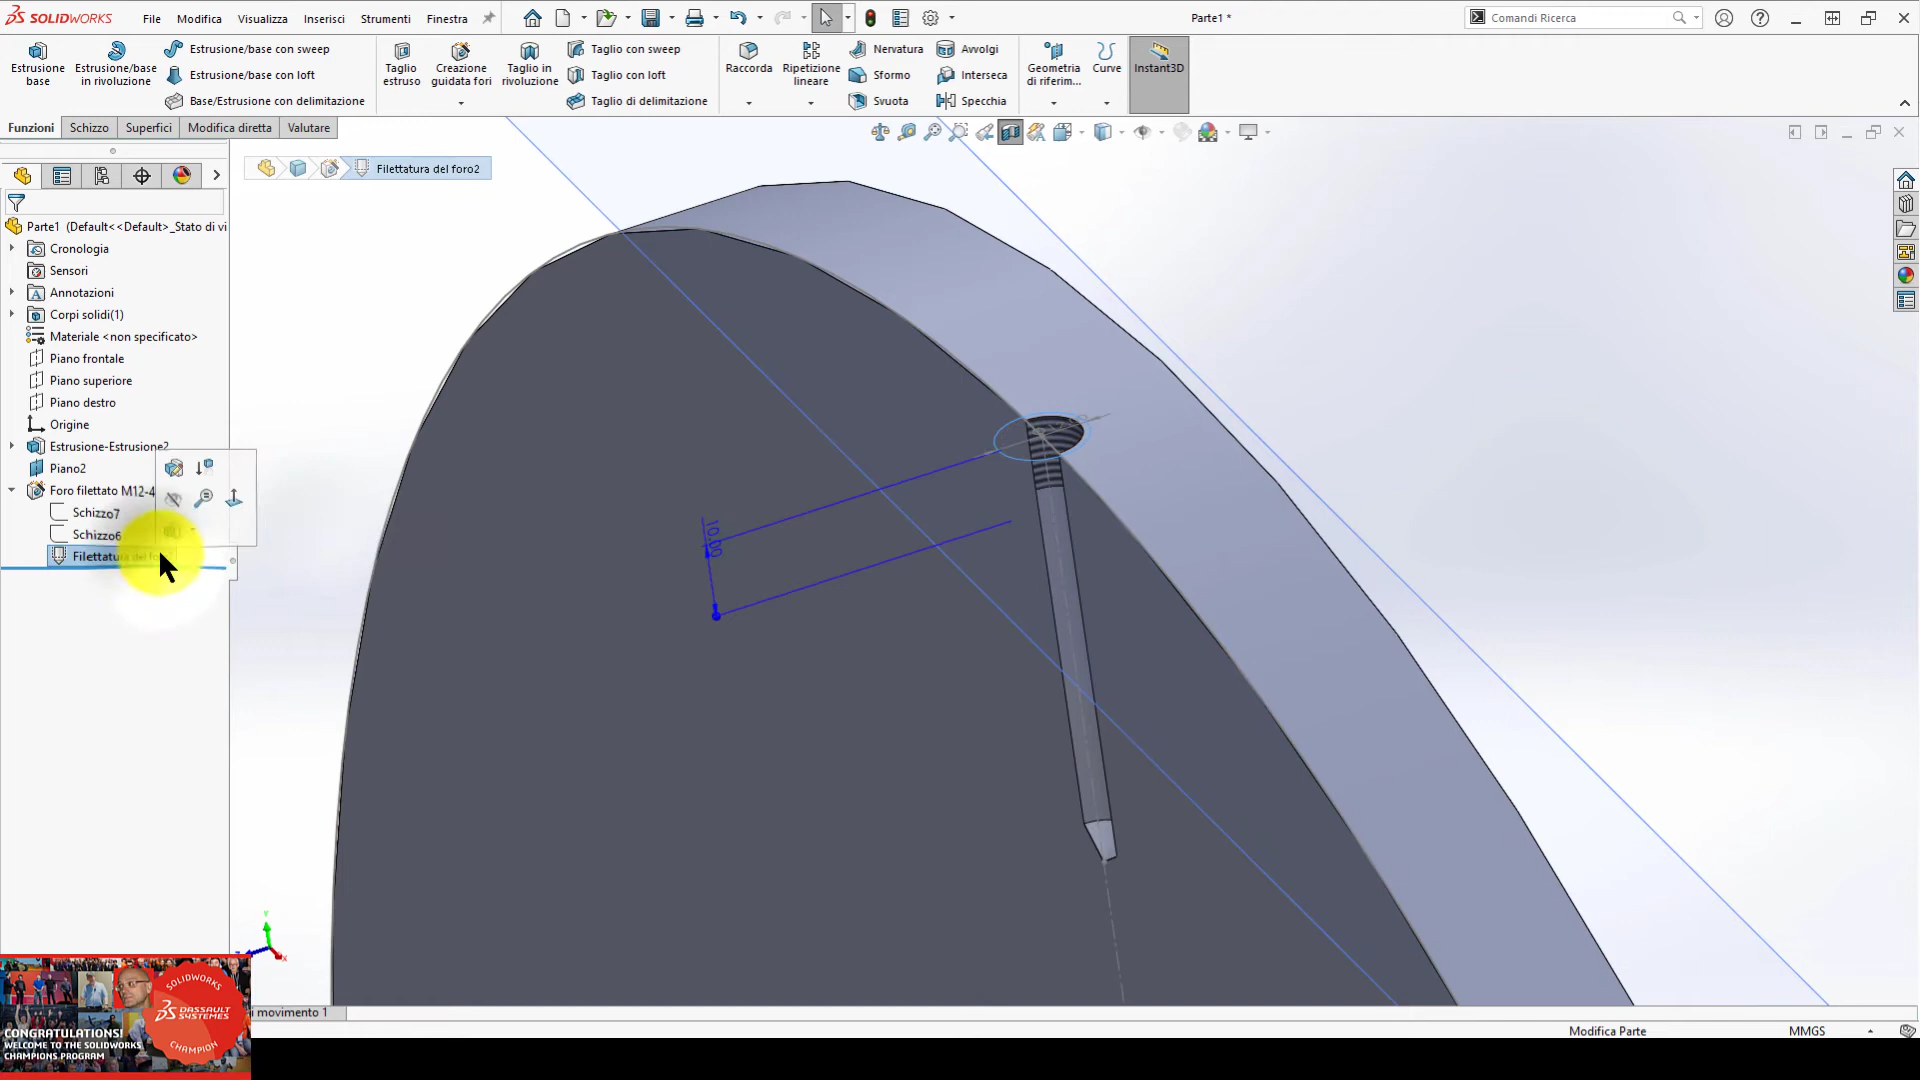 SOLIDWORKS File Modifica Visualizza Inserisci Strumenti Finestra Parte1 * Comandi Ricerca
Estrusione base
Estrusione/base in rivoluzione
Estrusione/base con sweep
Estrusione/base con loft
Base/Estrusione con delimitazione
Taglio estruso
Creazione guidata fori
Taglio in rivoluzione
Taglio con sweep
Taglio con loft
Taglio di delimitazione
Raccorda
Ripetizione lineare
Nervatura
Sformo
Svuota
Avvolgi
Interseca
Specchia
Geometria di riferim...
Curve
Instant3D
Funzioni Schizzo Superfici Modifica diretta Valutare
Filettatura del foro2
Parte1 (Default<<Default>_Stato di vi
Cronologia
Sensori
Annotazioni
Corpi solidi(1)
Materiale <non specificato>
Piano frontale
Piano superiore
Piano destro
Origine
Estrusione-Estrusione2
Piano2
Foro filettato M12-4
Schizzo7
Schizzo6
Filettatura
10.00
i movimento 1
Modifica Parte MMGS
CONGRATULATIONS!
WELCOME TO THE SOLIDWORKS
CHAMPIONS PROGRAM
SOLIDWORKS
DASSAULT
SYSTEMES
CHAMPION